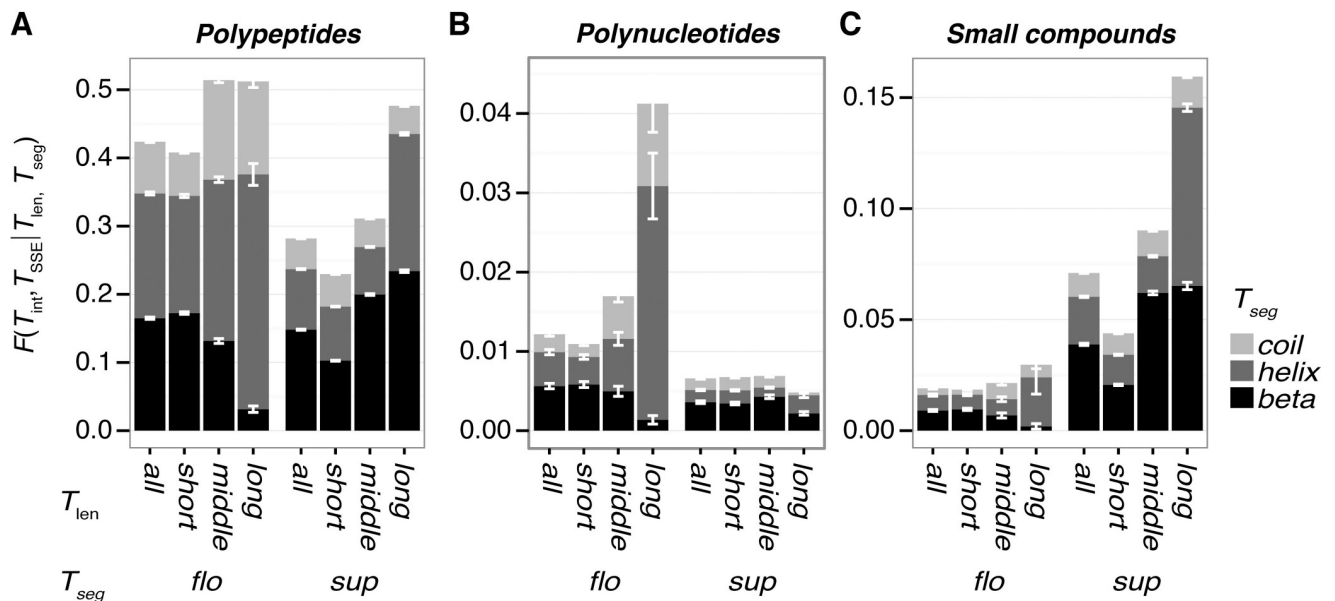 A Polypeptides
B Polynucleotides
C Small compounds
F(Tint, TSSE|Tlen, Tseg)
0.5
0.4
0.3
0.2
0.1
0.0
0.04
0.03
0.02
0.01
0.00
0.15
0.10
0.05
0.00
Tseg
coil
helix
beta
Tlen
all short middle long all short middle long
all short middle long all short middle long
all short middle long all short middle long
Tseg
flo sup
flo sup
flo sup